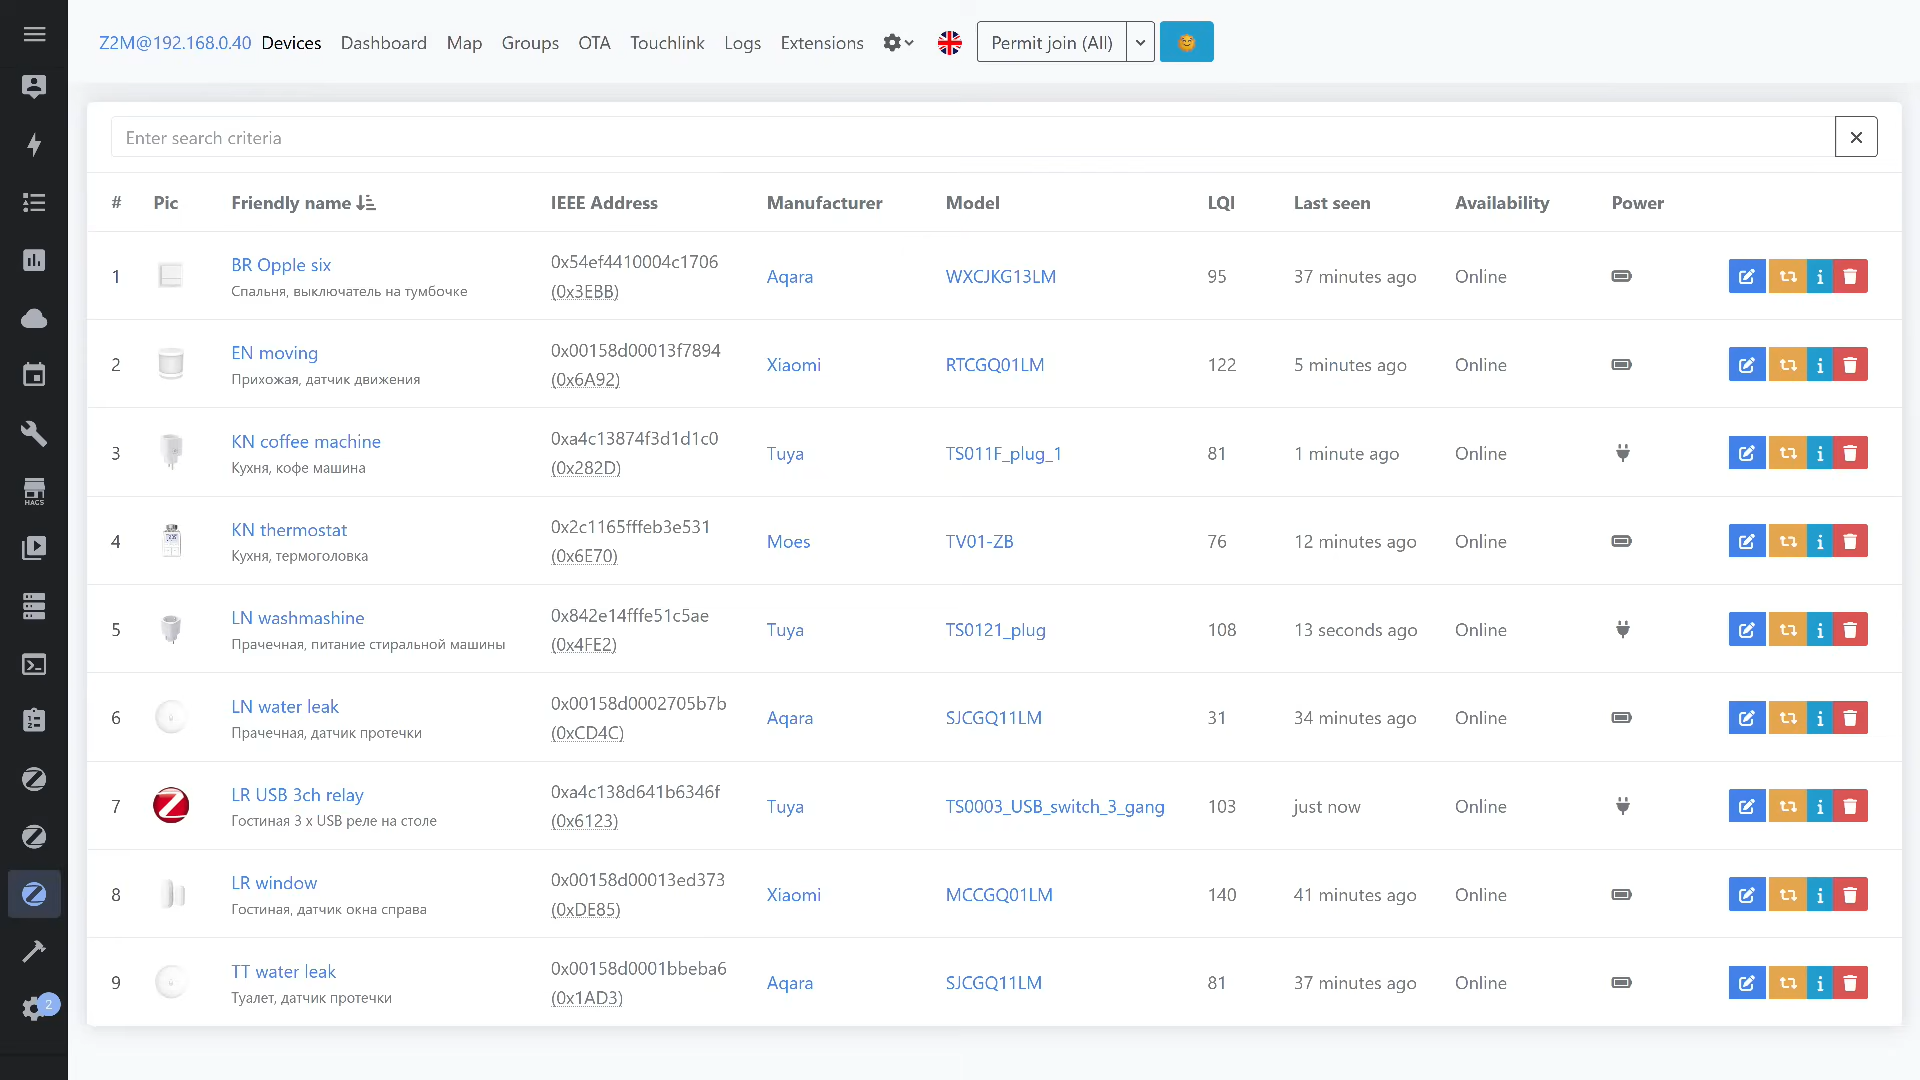 Z2M@192.168.0.40 Devices Dashboard Map Groups OTA Touchlink Logs Extensions Permit join (All)
Enter search criteria
# Pic Friendly name IEEE Address Manufacturer Model LQI Last seen Availability Power
1 BR Opple six 0x54ef4410004c1706 Aqara WXCJKG13LM 95 37 minutes ago Online
Спальня, выключатель на тумбочке (0x3EBB)
2 EN moving 0x00158d00013f7894 Xiaomi RTCGQ01LM 122 5 minutes ago Online
Прихожая, датчик движения (0x6A92)
3 KN coffee machine 0xa4c13874f3d1d1c0 Tuya TS011F_plug_1 81 1 minute ago Online
Кухня, кофе машина (0x282D)
4 KN thermostat 0x2c1165fffeb3e531 Moes TV01-ZB 76 12 minutes ago Online
Кухня, термоголовка (0x6E70)
5 LN washmashine 0x842e14fffe51c5ae Tuya TS0121_plug 108 13 seconds ago Online
Прачечная, питание стиральной машины (0x4FE2)
6 LN water leak 0x00158d0002705b7b Aqara SJCGQ11LM 31 34 minutes ago Online
Прачечная, датчик протечки (0xCD4C)
7 LR USB 3ch relay 0xa4c138d641b6346f Tuya TS0003_USB_switch_3_gang 103 just now Online
Гостиная 3 x USB реле на столе (0x6123)
8 LR window 0x00158d00013ed373 Xiaomi MCCGQ01LM 140 41 minutes ago Online
Гостиная, датчик окна справа (0xDE85)
9 TT water leak 0x00158d0001bbeba6 Aqara SJCGQ11LM 81 37 minutes ago Online
Туалет, датчик протечки (0x1AD3)
HACS
2